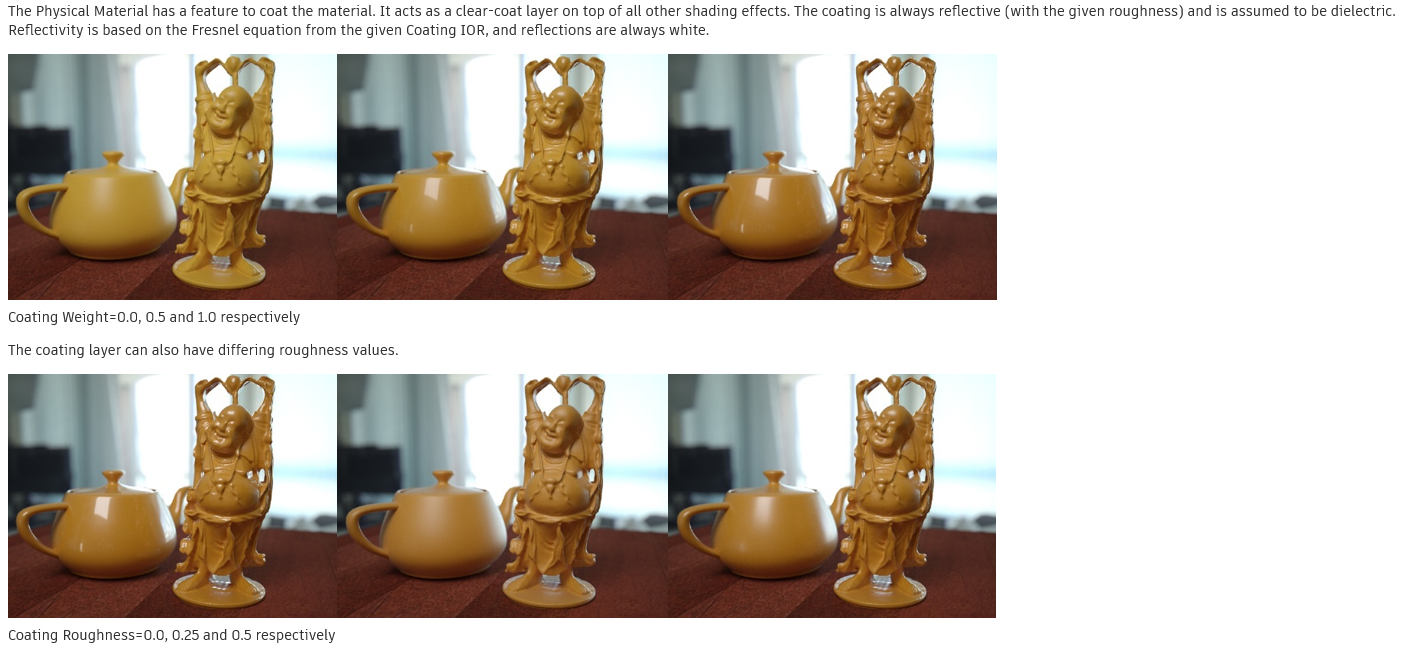 The Physical Material has a feature to coat the material. It acts as a clear-coat layer on top of all other shading effects. The coating is always reflective (with the given roughness) and is assumed to be dielectric.
Reflectivity is based on the Fresnel equation from the given Coating IOR, and reflections are always white.
Coating Weight=0.0, 0.5 and 1.0 respectively
The coating layer can also have differing roughness values.
Coating Roughness=0.0, 0.25 and 0.5 respectively